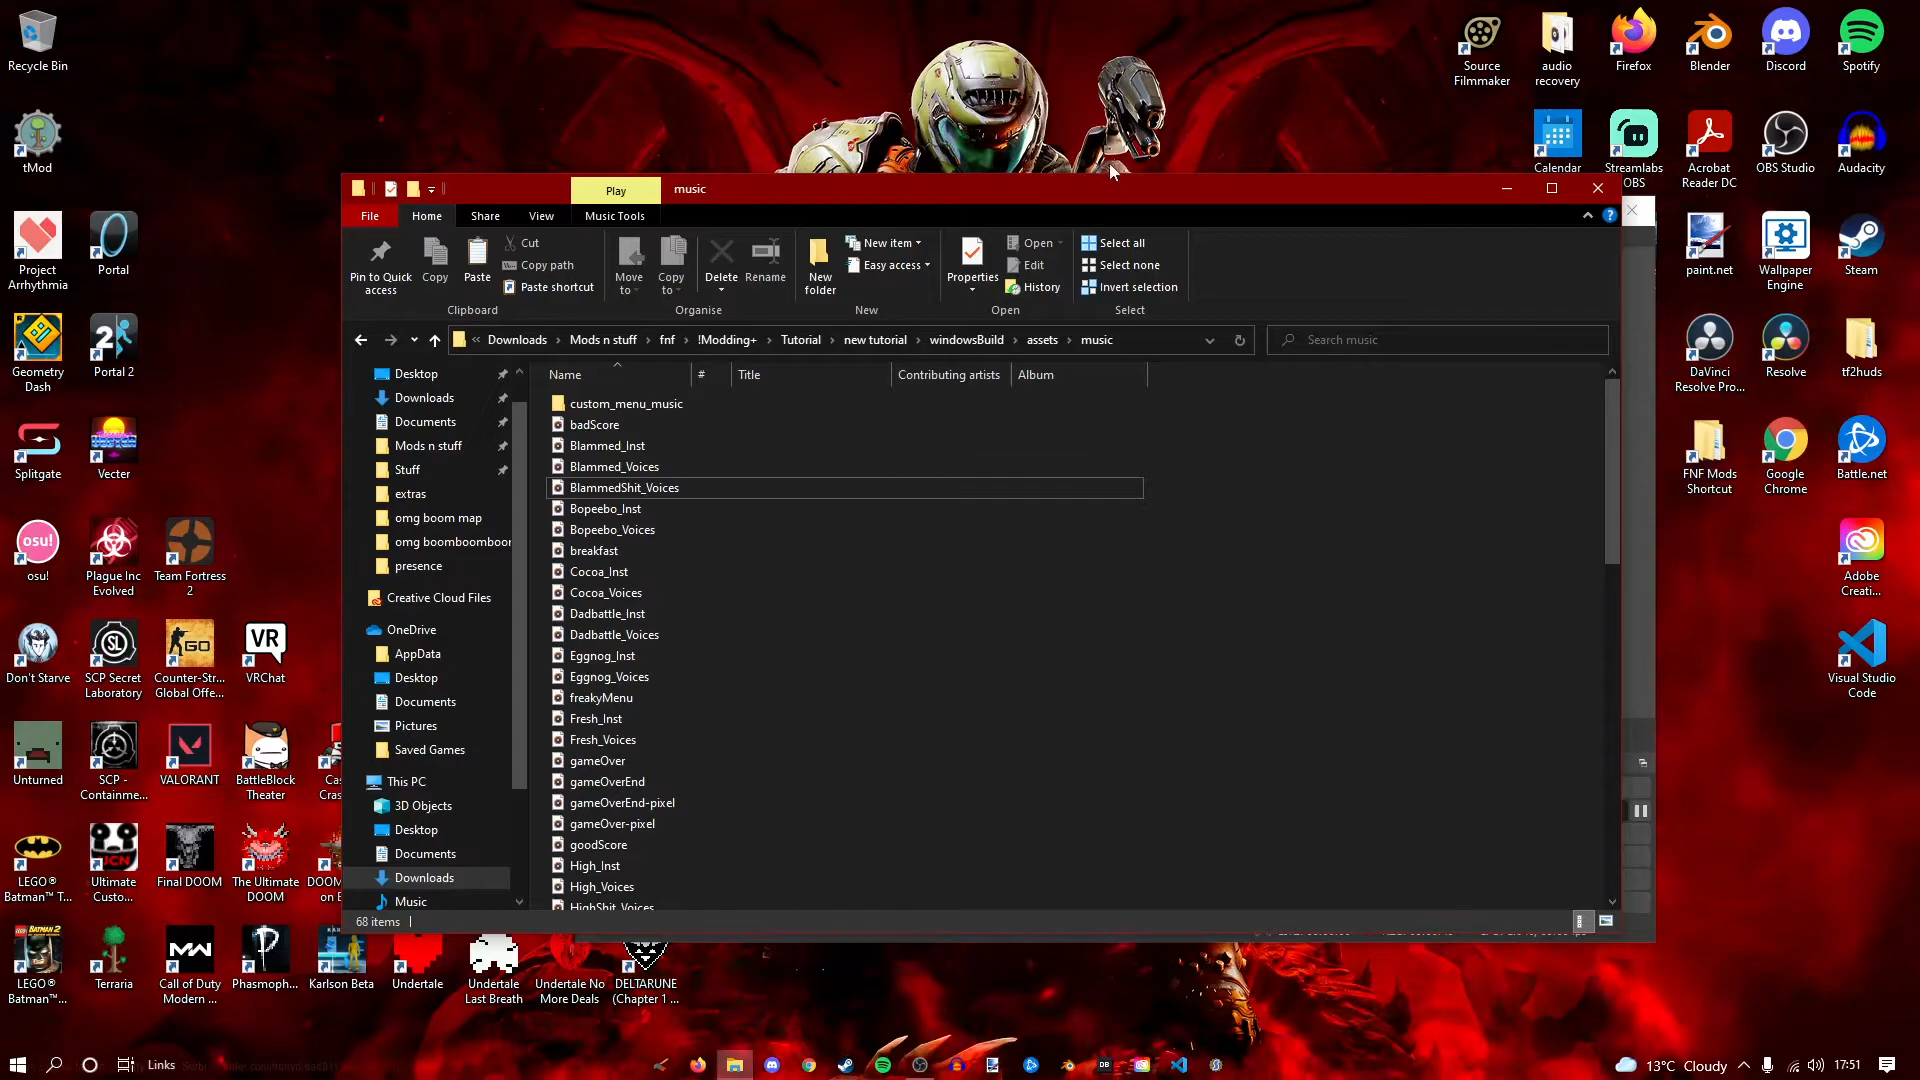 Recycle Bin
tMod
Project Arrhythmia
Portal
Geometry Dash
Portal 2
Splitgate
Vecter
osu!
osu!
Plague Inc Evolved
Team Fortress 2
Don't Starve
SCP Secret Laboratory
Counter-Str... Global Offe...
VR
VRChat
Unturned
SCP - Containme...
VALORANT
BattleBlock Theater
LEGO® Batman™ T...
Ultimate Custo...
Final DOOM
The Ultimate DOOM
LEGO® Batman™...
Terraria
Call of Duty Modern ...
Phasmoph...
Karlson Beta
Undertale
Undertale Last Breath
Undertale No More Deals
DELTARUNE (Chapter 1 ...
Source Filmmaker
audio recovery
Firefox
Blender
Discord
Spotify
Calendar
Streamlabs OBS
Acrobat Reader DC
OBS Studio
Audacity
paint.net
Wallpaper Engine
Steam
DaVinci Resolve Pro...
Resolve
tf2huds
FNF Mods Shortcut
Google Chrome
Battle.net
Adobe Creati...
Visual Studio Code
Play
music
File
Home
Share
View
Music Tools
Pin to Quick access
Copy
Paste
Cut
Copy path
Paste shortcut
Clipboard
Move to
Copy to
Delete
Rename
Organise
New folder
New item
Easy access
New
Properties
Open
Edit
History
Open
Select all
Select none
Invert selection
Select
« Downloads › Mods n stuff › fnf › !Modding+ › Tutorial › new tutorial › windowsBuild › assets › music
Search music
Desktop
Downloads
Documents
Mods n stuff
Stuff
extras
omg boom map
omg boomboomboor
presence
Creative Cloud Files
OneDrive
AppData
Desktop
Documents
Pictures
Saved Games
This PC
3D Objects
Desktop
Documents
Downloads
Music
Name
#
Title
Contributing artists
Album
custom_menu_music
badScore
Blammed_Inst
Blammed_Voices
BlammedShit_Voices
Bopeebo_Inst
Bopeebo_Voices
breakfast
Cocoa_Inst
Cocoa_Voices
Dadbattle_Inst
Dadbattle_Voices
Eggnog_Inst
Eggnog_Voices
freakyMenu
Fresh_Inst
Fresh_Voices
gameOver
gameOverEnd
gameOverEnd-pixel
gameOver-pixel
goodScore
High_Inst
High_Voices
HighShit_Voices
68 items
Links
13°C Cloudy
17:51